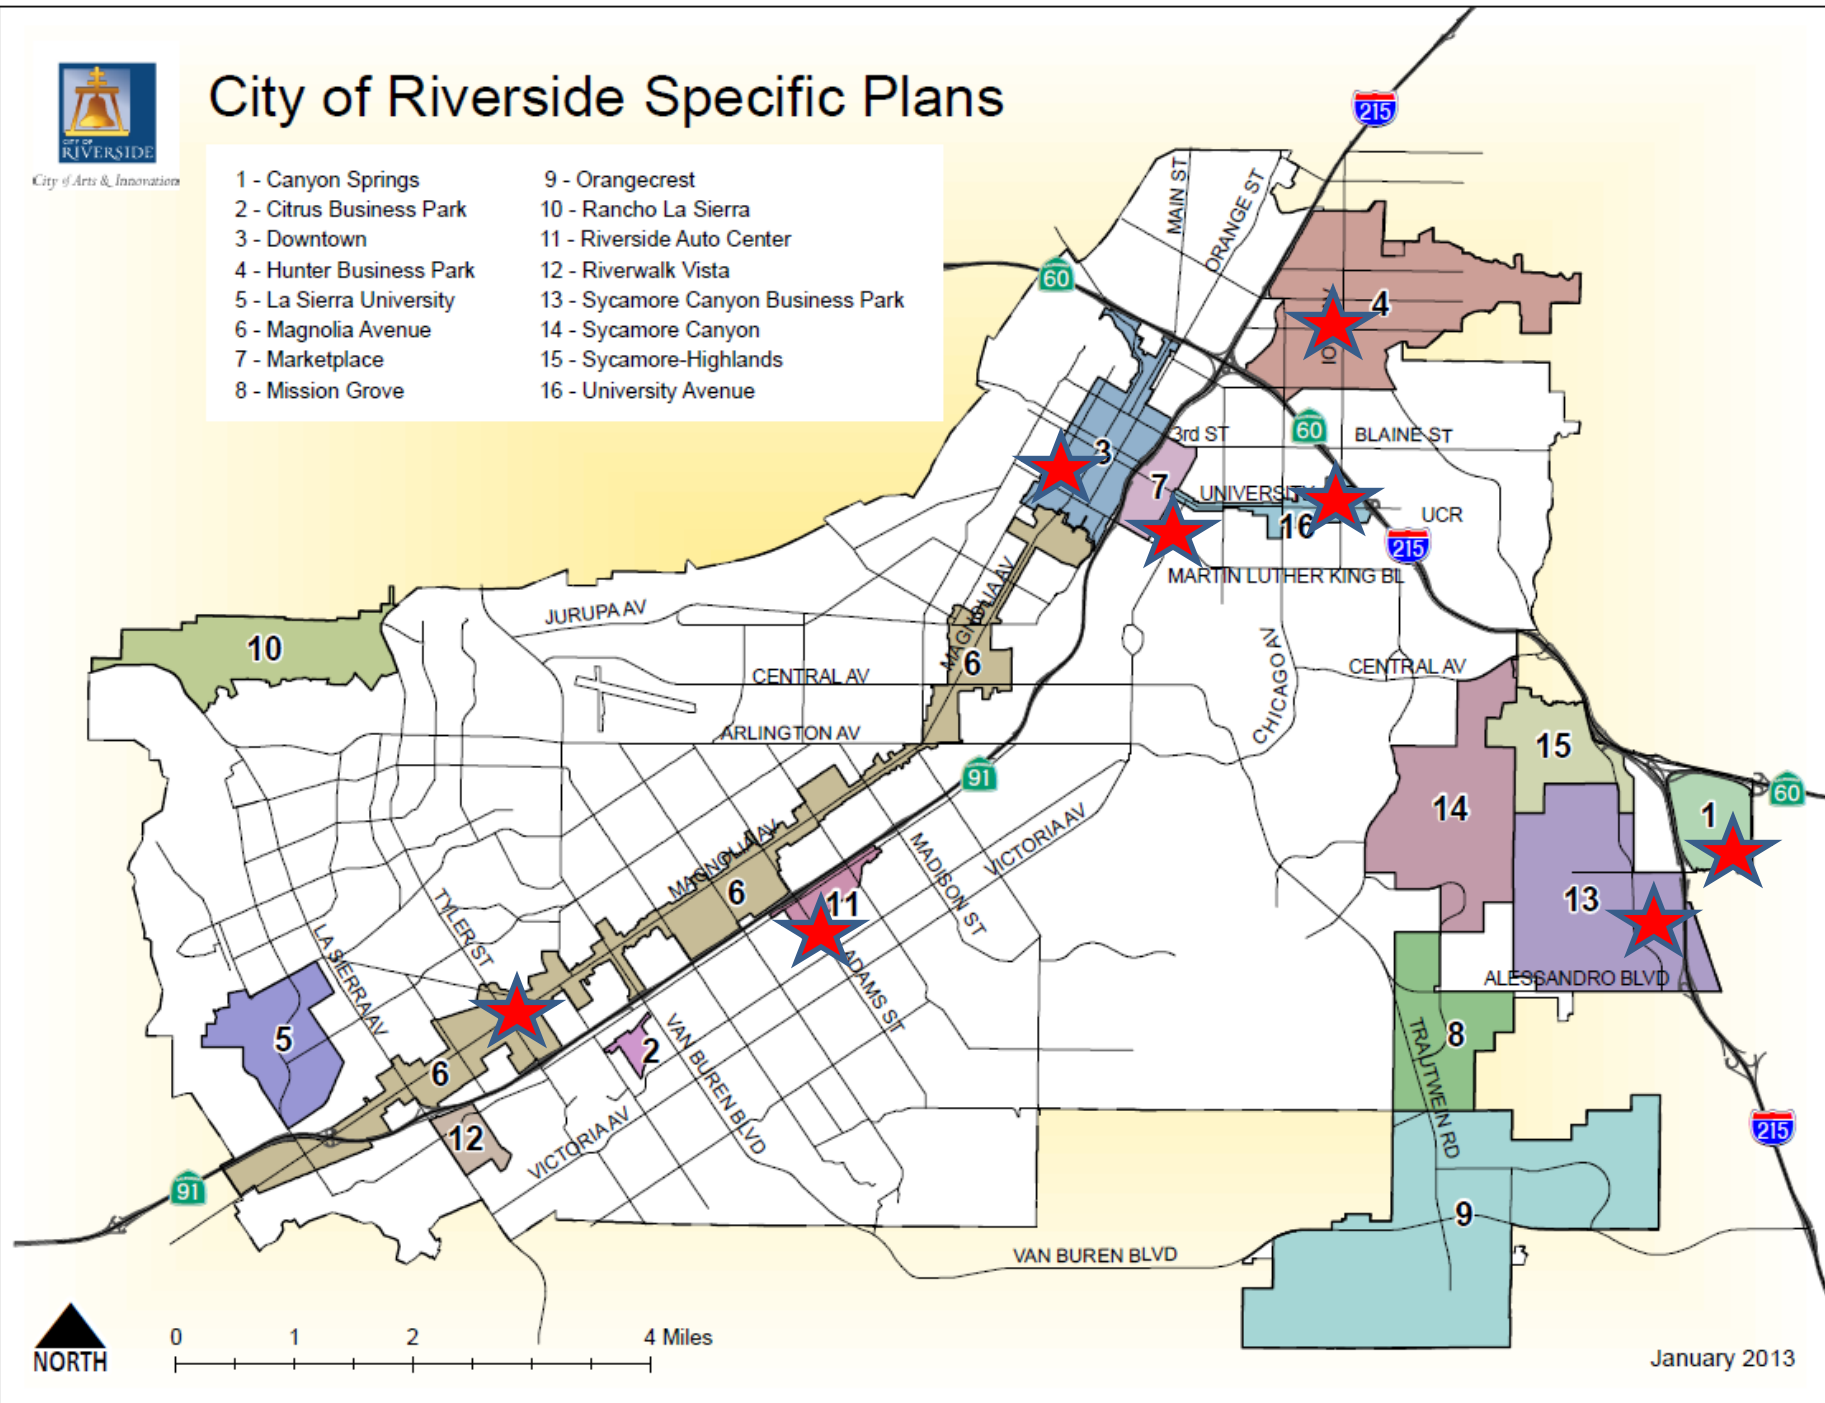 City of Riverside Specific Plans
CITY OF
RIVERSIDE
City of Arts & Innovation
1 - Canyon Springs
2 - Citrus Business Park
3 - Downtown
4 - Hunter Business Park
5 - La Sierra University
6 - Magnolia Avenue
7 - Marketplace
8 - Mission Grove
9 - Orangecrest
10 - Rancho La Sierra
11 - Riverside Auto Center
12 - Riverwalk Vista
13 - Sycamore Canyon Business Park
14 - Sycamore Canyon
15 - Sycamore-Highlands
16 - University Avenue
215
MAIN ST
ORANGE ST
60
4
3rd ST
60
BLAINE ST
3
7
UNIVERSITY
16
UCR
215
MARTIN LUTHER KING BL
MAGNOLIA AV
JURUPA AV
10
6
CENTRAL AV
CHICAGO AV
CENTRAL AV
ARLINGTON AV
15
91
60
14
1
MAGNOLIA AV
MADISON ST
VICTORIA AV
6
11
13
TYLER ST
LA SIERRA AV
ADAMS ST
ALESSANDRO BLVD
5
2
VAN BUREN BLVD
8
TRAUTWEIN RD
6
12
VICTORIA AV
215
91
9
VAN BUREN BLVD
NORTH
0 1 2 4 Miles
January 2013